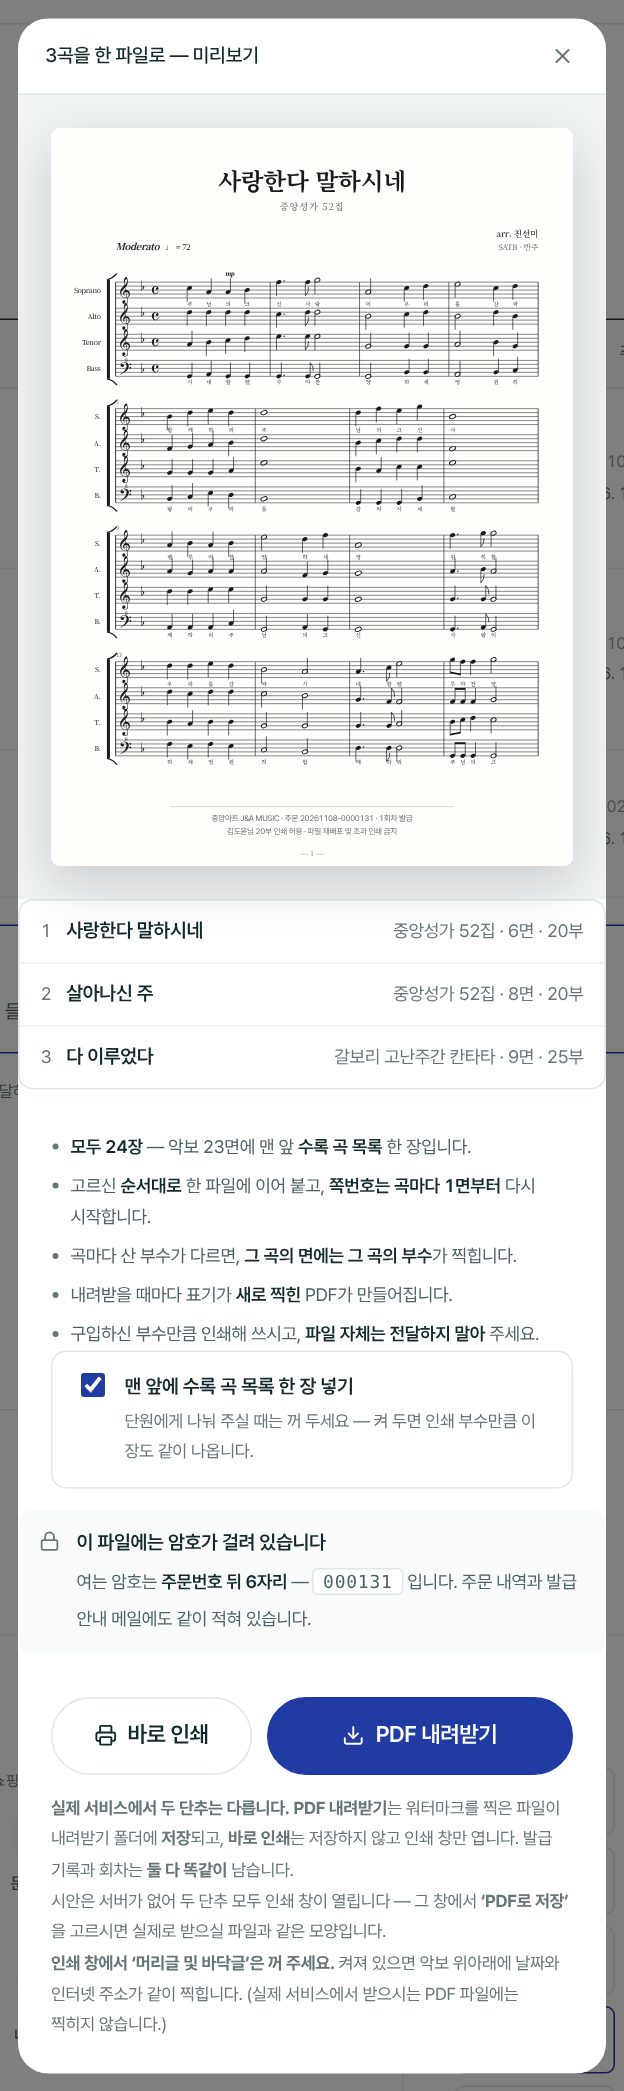 3곡을 한 파일로 — 미리보기
사랑한다 말하시네
중앙성가 52집
arr. 진선미
Moderato ♩ = 72
SATB · 반주
mp
Soprano
Alto
Tenor
Bass
S.
A.
T.
B.
S.
A.
T.
B.
S.
A.
T.
B.
중앙아트 J&A MUSIC · 주문 20261108-0000131 · 1회차 발급
김도윤님 20부 인쇄 허용 · 파일 재배포 및 초과 인쇄 금지
— 1 —
1 사랑한다 말하시네 중앙성가 52집 · 6면 · 20부
2 살아나신 주 중앙성가 52집 · 8면 · 20부
3 다 이루었다 갈보리 고난주간 칸타타 · 9면 · 25부
• 모두 24장 — 악보 23면에 맨 앞 수록 곡 목록 한 장입니다.
• 고르신 순서대로 한 파일에 이어 붙고, 쪽번호는 곡마다 1면부터 다시
시작합니다.
• 곡마다 산 부수가 다르면, 그 곡의 면에는 그 곡의 부수가 찍힙니다.
• 내려받을 때마다 표기가 새로 찍힌 PDF가 만들어집니다.
• 구입하신 부수만큼 인쇄해 쓰시고, 파일 자체는 전달하지 말아 주세요.
맨 앞에 수록 곡 목록 한 장 넣기
단원에게 나눠 주실 때는 꺼 두세요 — 켜 두면 인쇄 부수만큼 이
장도 같이 나옵니다.
이 파일에는 암호가 걸려 있습니다
여는 암호는 주문번호 뒤 6자리 — 000131 입니다. 주문 내역과 발급
안내 메일에도 같이 적혀 있습니다.
바로 인쇄
PDF 내려받기
실제 서비스에서 두 단추는 다릅니다. PDF 내려받기는 워터마크를 찍은 파일이
내려받기 폴더에 저장되고, 바로 인쇄는 저장하지 않고 인쇄 창만 엽니다. 발급
기록과 회차는 둘 다 똑같이 남습니다.
시안은 서버가 없어 두 단추 모두 인쇄 창이 열립니다 — 그 창에서 ‘PDF로 저장’
을 고르시면 실제로 받으실 파일과 같은 모양입니다.
인쇄 창에서 ‘머리글 및 바닥글’은 꺼 주세요. 켜져 있으면 악보 위아래에 날짜와
인터넷 주소가 같이 찍힙니다. (실제 서비스에서 받으시는 PDF 파일에는
찍히지 않습니다.)